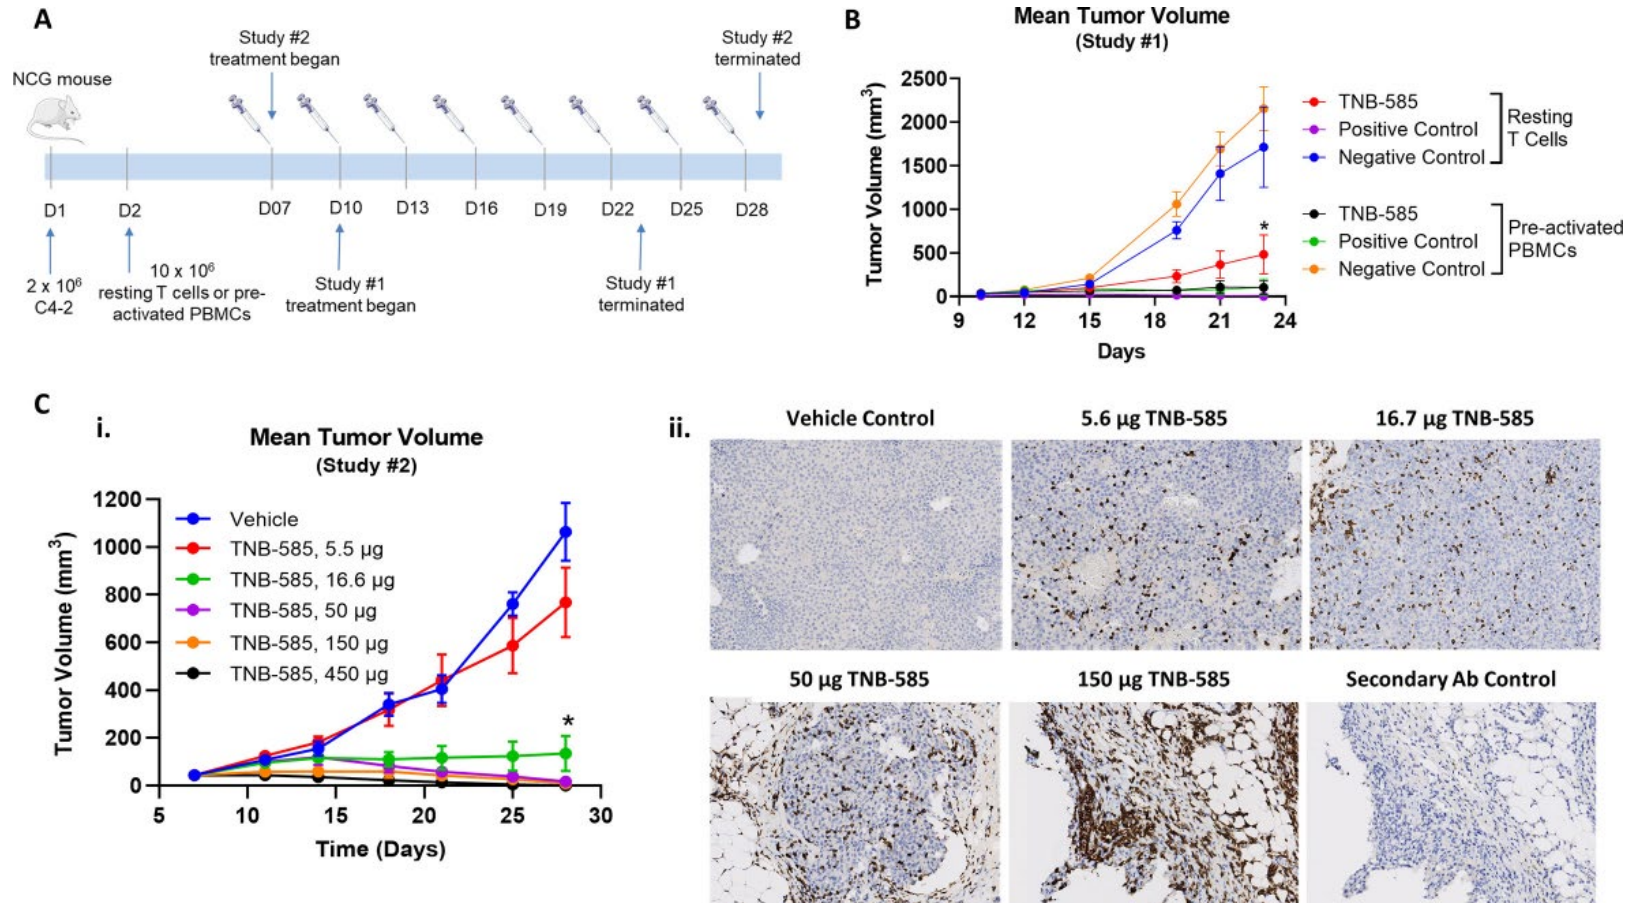 A
Study #2
treatment began
Study #2
terminated
NCG mouse
D1
D2
D07
D10
D13
D16
D19
D22
D25
D28
2 x 10⁶
C4-2
10 x 10⁶
resting T cells or pre-
activated PBMCs
Study #1
treatment began
Study #1
terminated
B
Mean Tumor Volume
(Study #1)
Tumor Volume (mm³)
2500
2000
1500
1000
500
0
9
12
15
18
21
24
Days
*
TNB-585
Positive Control
Negative Control
Resting
T Cells
TNB-585
Positive Control
Negative Control
Pre-activated
PBMCs
C
i.
Mean Tumor Volume
(Study #2)
Tumor Volume (mm³)
1200
1000
800
600
400
200
0
5
10
15
20
25
30
Time (Days)
Vehicle
TNB-585, 5.5 µg
TNB-585, 16.6 µg
TNB-585, 50 µg
TNB-585, 150 µg
TNB-585, 450 µg
*
ii.
Vehicle Control
5.6 µg TNB-585
16.7 µg TNB-585
50 µg TNB-585
150 µg TNB-585
Secondary Ab Control